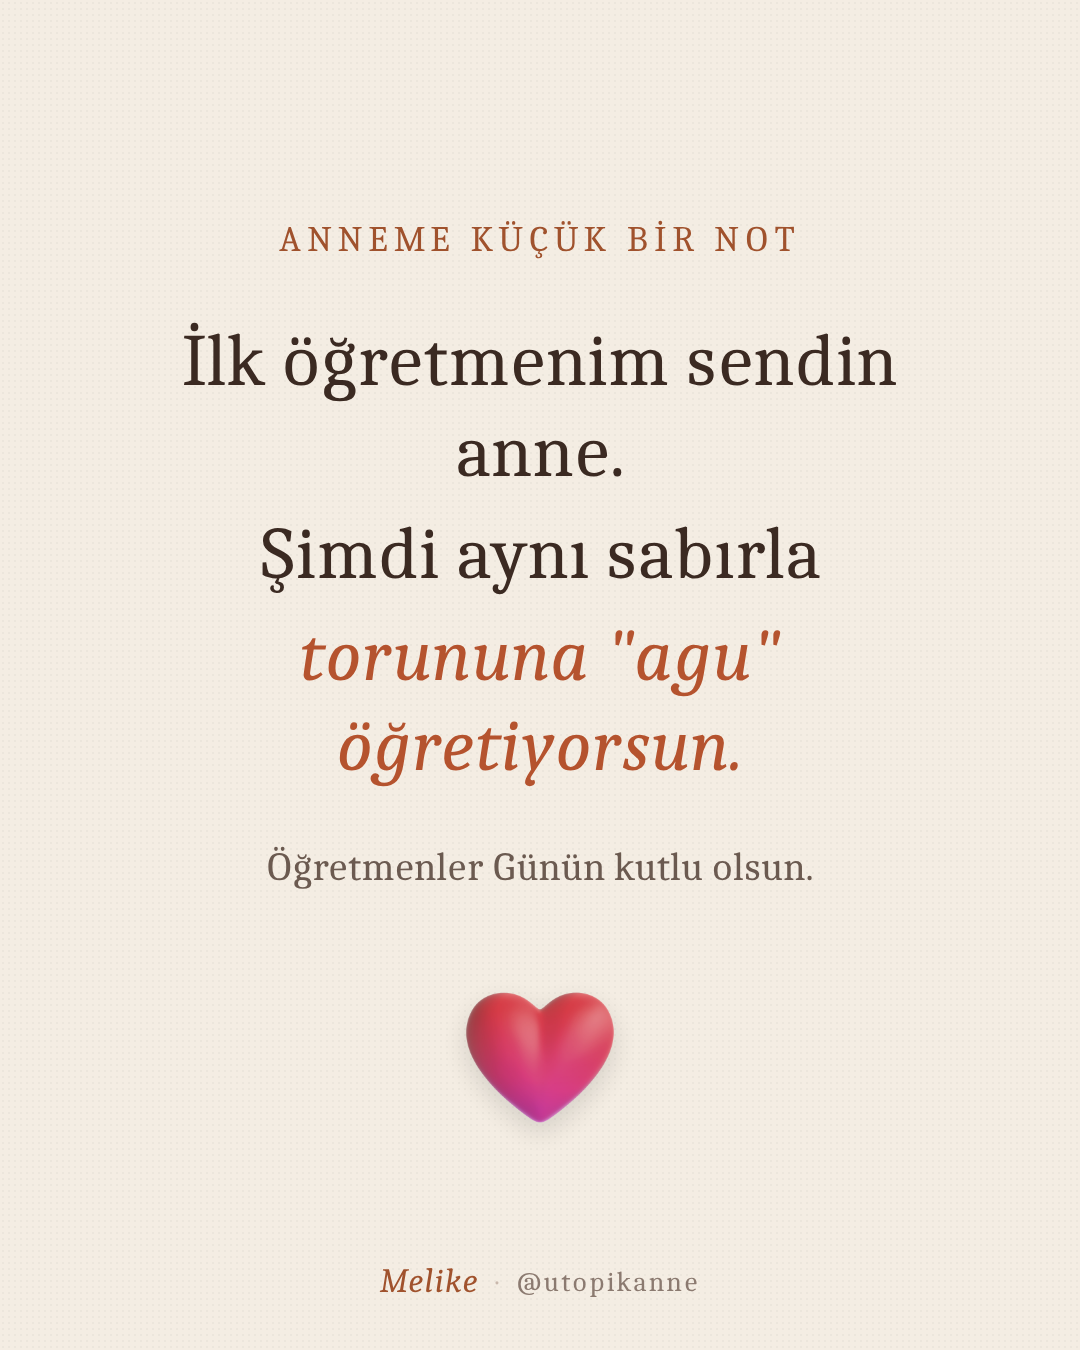 ANNEME KÜÇÜK BİR NOT
İlk öğretmenim sendin
anne.
Şimdi aynı sabırla
torununa "agu"
öğretiyorsun.
Öğretmenler Günün kutlu olsun.
Melike · @utopikanne